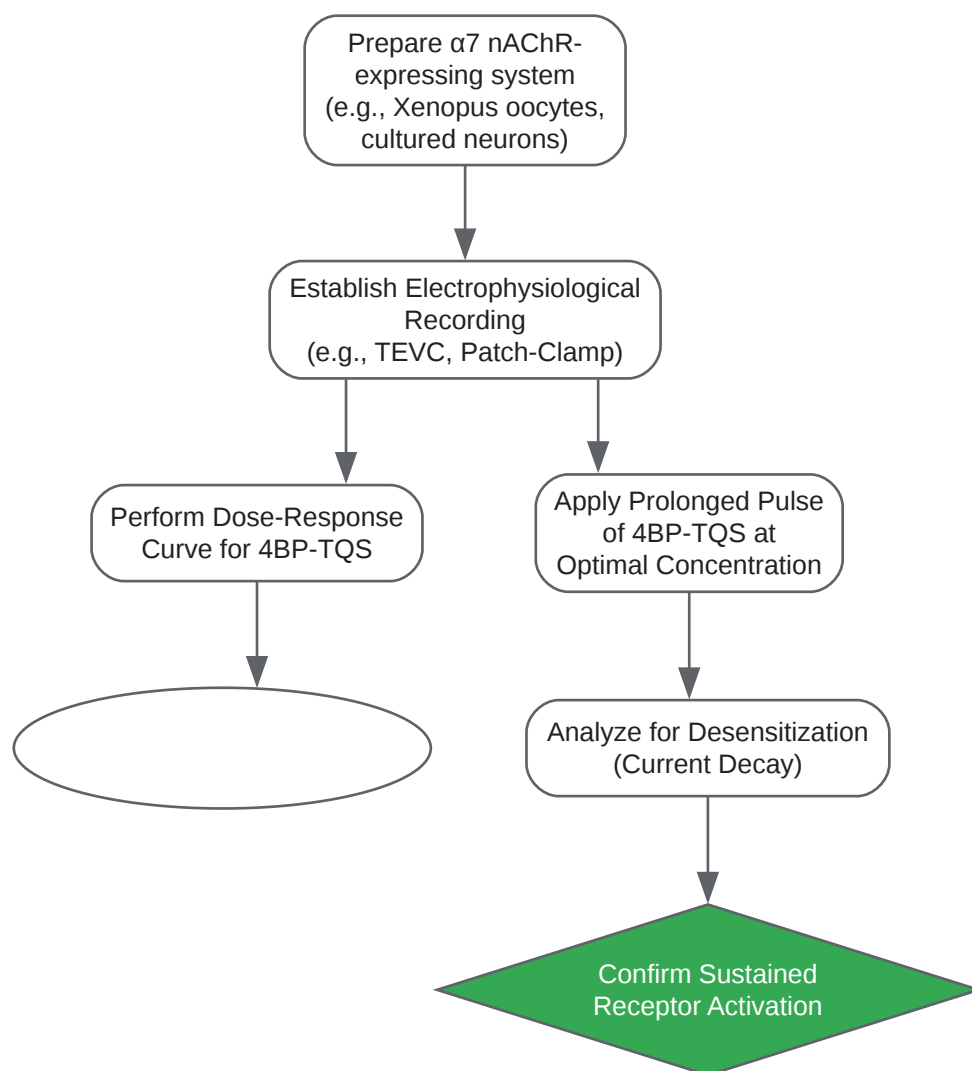 Prepare α7 nAChR-
expressing system
(e.g., Xenopus oocytes,
cultured neurons)
Establish Electrophysiological
Recording
(e.g., TEVC, Patch-Clamp)
Perform Dose-Response
Curve for 4BP-TQS
Apply Prolonged Pulse
of 4BP-TQS at
Optimal Concentration
Analyze for Desensitization
(Current Decay)
Confirm Sustained
Receptor Activation